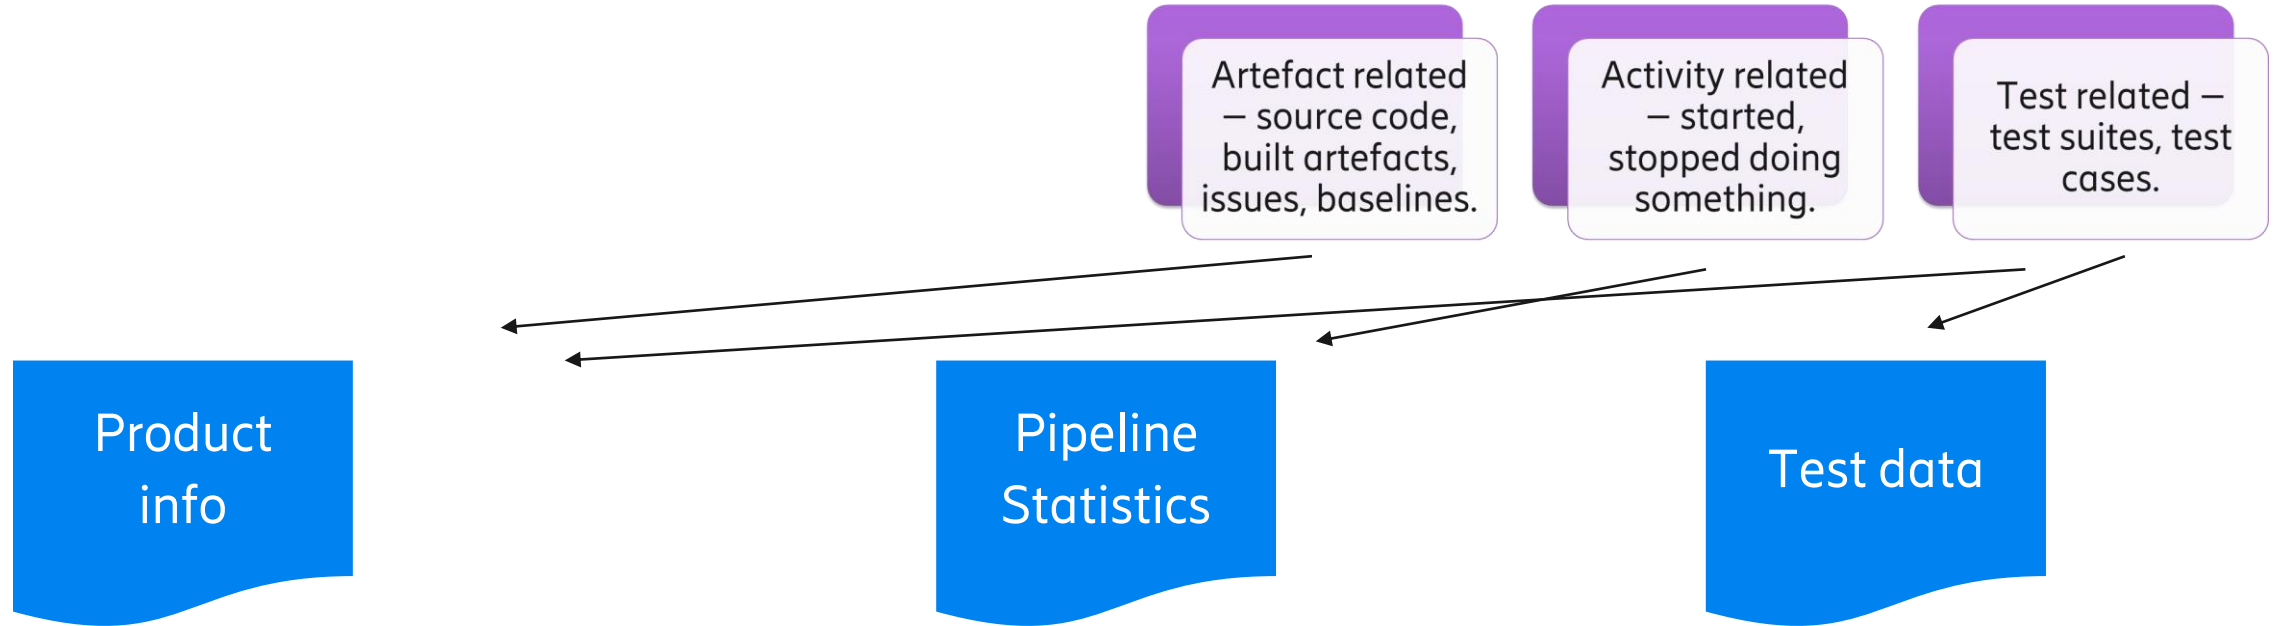 Artefact related
– source code,
built artefacts,
issues, baselines.
Activity related
– started,
stopped doing
something.
Test related –
test suites, test
cases.
Product
info
Pipeline
Statistics
Test data